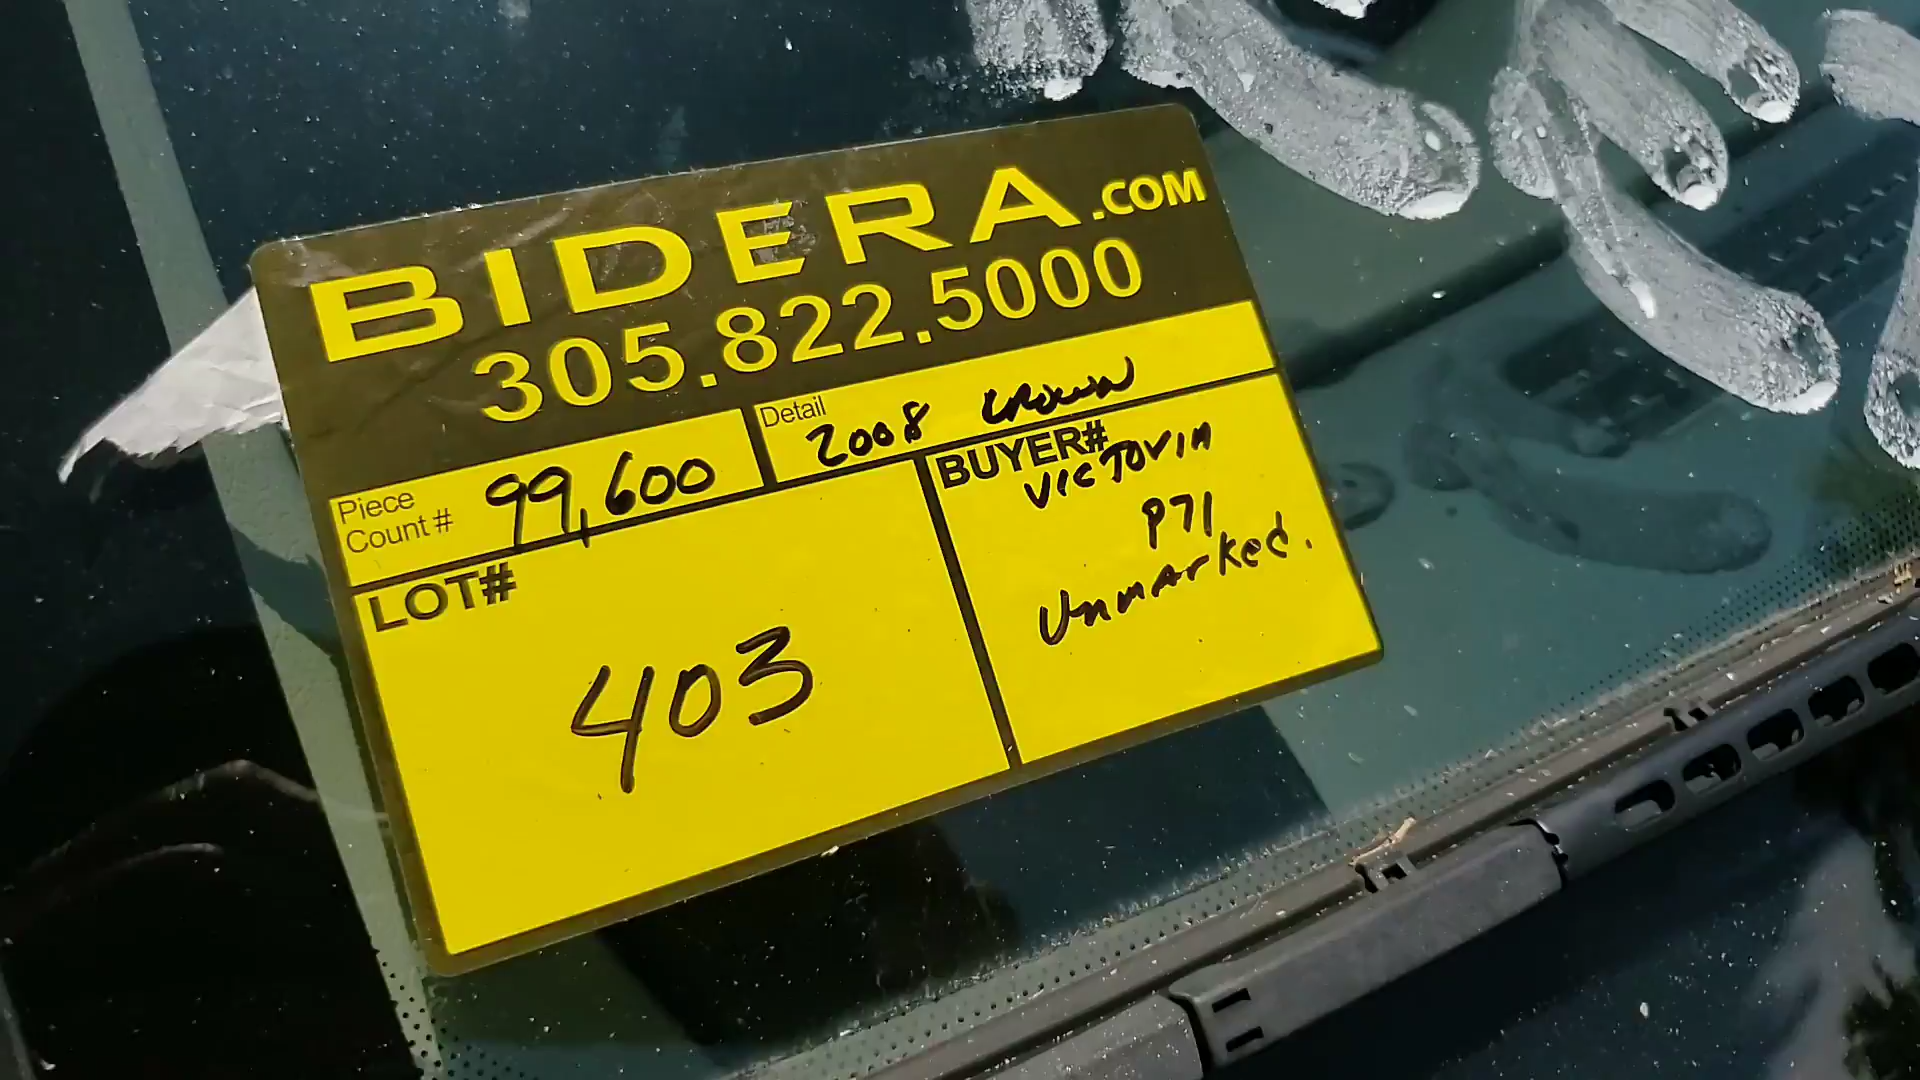 BIDERA.COM
305.822.5000
Piece Count # 99,600
Detail 2008 Crown
LOT# 403
BUYER#
VICTORIA
P71
Unmarked.